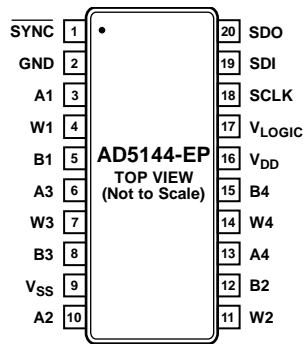 SYNC 1 20 SDO
GND 2 19 SDI
A1 3 18 SCLK
W1 4 17 VLOGIC
B1 5 AD5144-EP 16 VDD
TOP VIEW
A3 6 (Not to Scale) 15 B4
W3 7 14 W4
B3 8 13 A4
VSS 9 12 B2
A2 10 11 W2